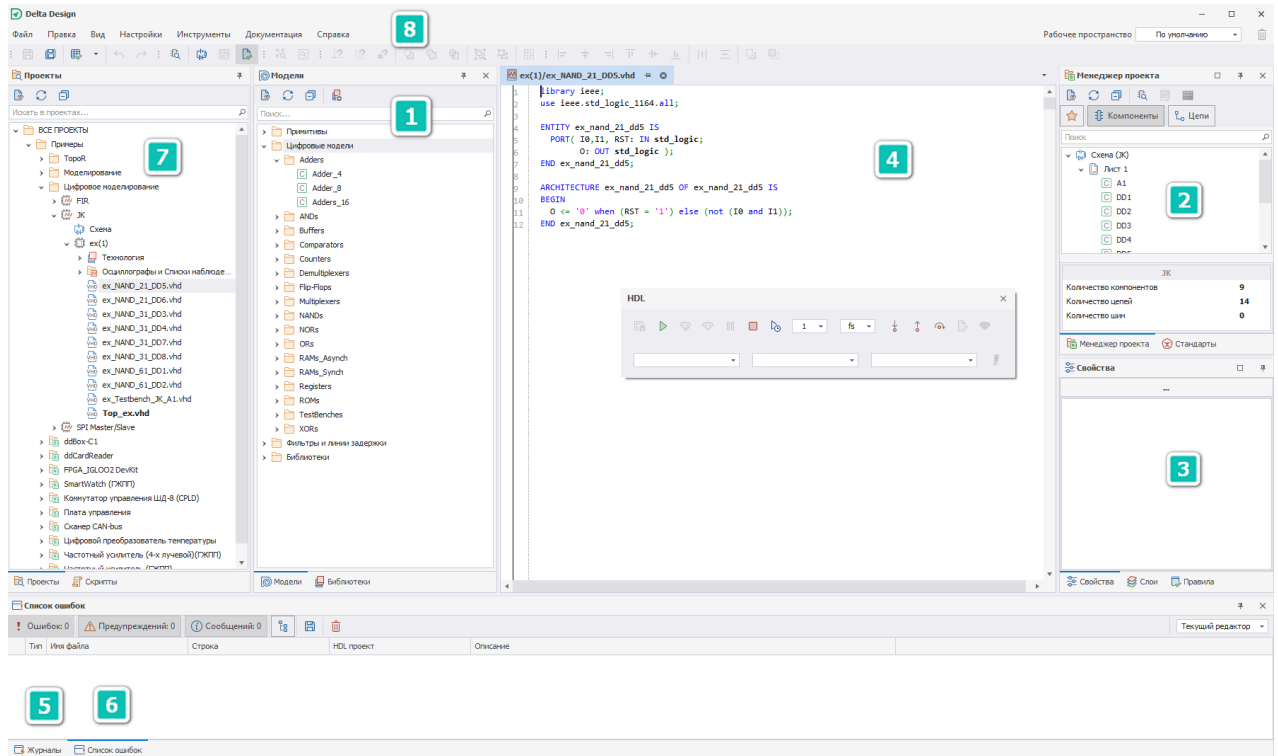 Delta Design
Файл Правка Вид Настройки Инструменты Документация Справка
8
Рабочее пространство По умолчанию
Проекты
Искать в проектах...
ВСЕ ПРОЕКТЫ
Примеры
7
TopoR
Моделирование
Цифровое моделирование
FIR
JK
Схема
ex(1)
Технология
Осциллографы и Списки наблюде...
ex_NAND_21_DD5.vhd
ex_NAND_21_DD6.vhd
ex_NAND_31_DD3.vhd
ex_NAND_31_DD4.vhd
ex_NAND_31_DD7.vhd
ex_NAND_31_DD8.vhd
ex_NAND_61_DD1.vhd
ex_NAND_61_DD2.vhd
ex_Testbench_JK_A1.vhd
Top_ex.vhd
SPI Master/Slave
ddBox-C1
ddCardReader
FPGA_IGLOO2 DevKit
SmartWatch (ГЖПП)
Коммутатор управления ШД-8 (CPLD)
Плата управления
Сканер CAN-bus
Цифровой преобразователь температуры
Частотный усилитель (4-х лучевой)(ГЖПП)
Частотный усилитель (ГЖПП)
Проекты Скрипты
Модели
1
Поиск...
Примитивы
Цифровые модели
Adders
Adder_4
Adder_8
Adders_16
ANDs
Buffers
Comparators
Counters
Demultiplexers
Flip-Flops
Multiplexers
NANDs
NORs
ORs
RAMs_Asynch
RAMs_Synch
Registers
ROMs
TestBenches
XORs
Фильтры и линии задержки
Библиотеки
Модели Библиотеки
ex(1)/ex_NAND_21_DD5.vhd
1 library ieee;
2 use ieee.std_logic_1164.all;
3
4 ENTITY ex_nand_21_dd5 IS
5 PORT( I0,I1, RST: IN std_logic;
6 O: OUT std_logic );
7 END ex_nand_21_dd5;
8
9 ARCHITECTURE ex_nand_21_dd5 OF ex_nand_21_dd5 IS
10 BEGIN
11 O <= '0' when (RST = '1') else (not (I0 and I1));
12 END ex_nand_21_dd5;
4
HDL
1 fs
Менеджер проекта
Компоненты Цепи
Поиск
Схема (JK)
Лист 1
A1
DD1
DD2
DD3
DD4
DD5
2
JK
Количество компонентов 9
Количество цепей 14
Количество шин 0
Менеджер проекта Стандарты
Свойства
...
3
Свойства Слои Правила
Список ошибок
Ошибок: 0 Предупреждений: 0 Сообщений: 0
Текущий редактор
Тип Имя файла Строка HDL проект Описание
5 6
Журналы Список ошибок